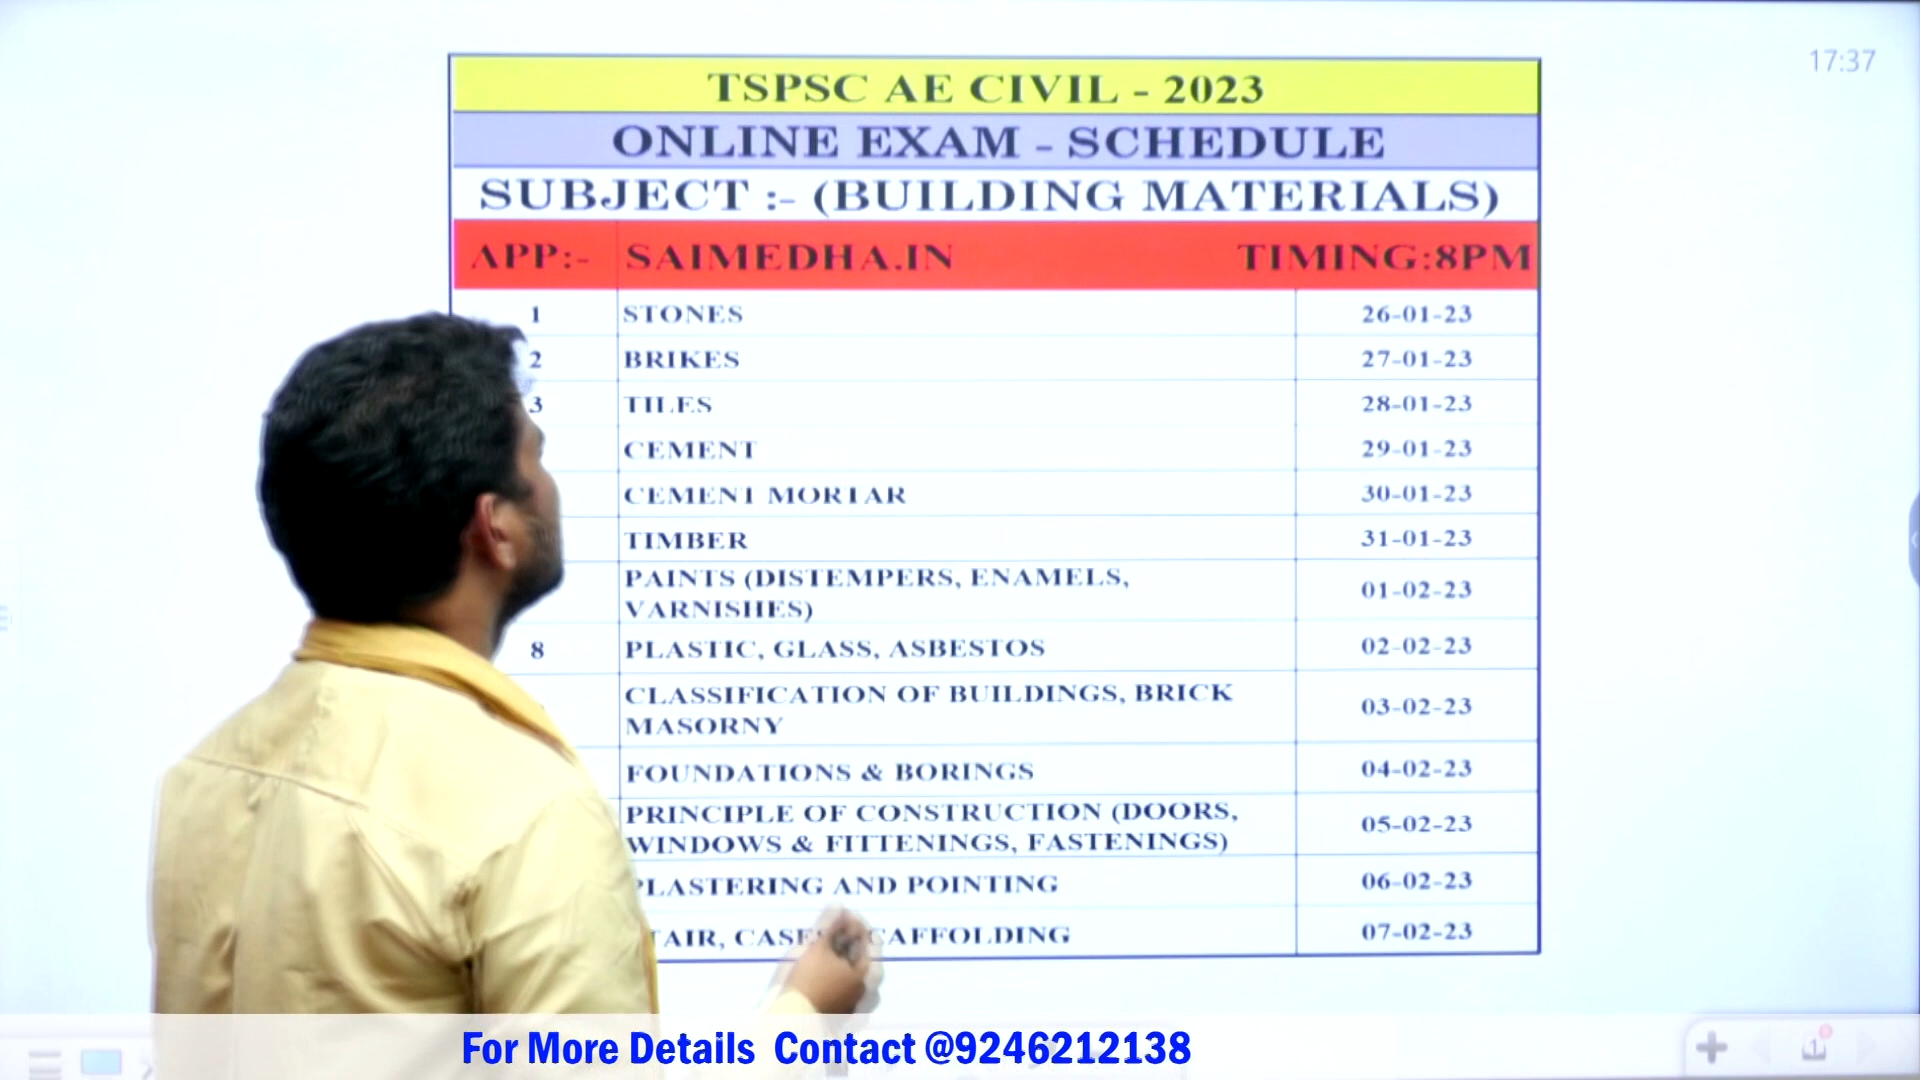 17:37
TSPSC AE CIVIL - 2023
ONLINE EXAM - SCHEDULE
SUBJECT :- (BUILDING MATERIALS)
APP:- SAIMEDHA.IN TIMING:8PM
1 STONES 26-01-23
2 BRIKES 27-01-23
3 TILES 28-01-23
CEMENT 29-01-23
CEMENT MORTAR 30-01-23
TIMBER 31-01-23
PAINTS (DISTEMPERS, ENAMELS,
VARNISHES) 01-02-23
8 PLASTIC, GLASS, ASBESTOS 02-02-23
CLASSIFICATION OF BUILDINGS, BRICK
MASORNY 03-02-23
FOUNDATIONS & BORINGS 04-02-23
PRINCIPLE OF CONSTRUCTION (DOORS,
WINDOWS & FITTENINGS, FASTENINGS) 05-02-23
PLASTERING AND POINTING 06-02-23
TAIR, CASE CAFFOLDING 07-02-23
For More Details Contact @9246212138
1